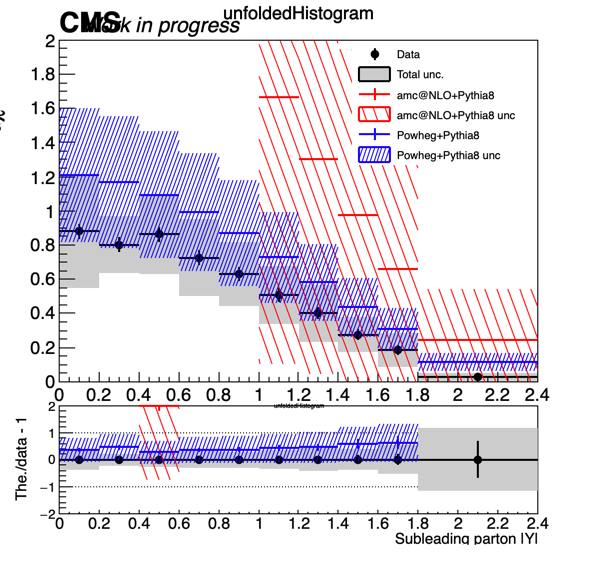 unfoldedHistogram
CMS Work in progress
2
1.8
1.6
1.4
1.2
1
0.8
0.6
0.4
0.2
0
Data
Total unc.
amc@NLO+Pythia8
amc@NLO+Pythia8 unc
Powheg+Pythia8
Powheg+Pythia8 unc
0 0.2 0.4 0.6 0.8 1 1.2 1.4 1.6 1.8 2 2.2 2.4
unfoldedHistogram
The./data - 1
2
1
0
−1
−2
0 0.2 0.4 0.6 0.8 1 1.2 1.4 1.6 1.8 2 2.2 2.4
Subleading parton |Y|